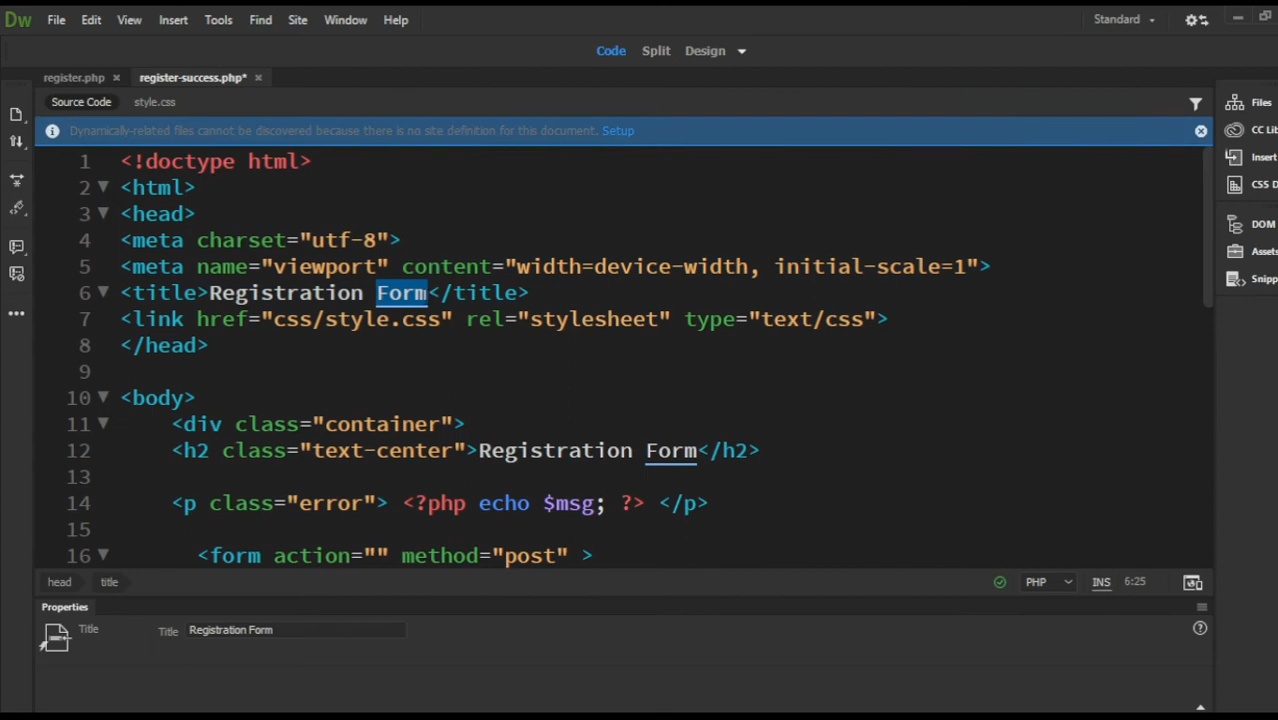 Dw File Edit View Insert Tools Find Site Window Help Standard
Code Split Design
register.php register-success.php*
Source Code style.css
Dynamically-related files cannot be discovered because there is no site definition for this document. Setup
1 <!doctype html>
2 <html>
3 <head>
4 <meta charset="utf-8">
5 <meta name="viewport" content="width=device-width, initial-scale=1">
6 <title>Registration Form</title>
7 <link href="css/style.css" rel="stylesheet" type="text/css">
8 </head>
9
10 <body>
11 <div class="container">
12 <h2 class="text-center">Registration Form</h2>
13
14 <p class="error"> <?php echo $msg; ?> </p>
15
16 <form action="" method="post" >
head title PHP INS 6:25
Properties
Title Title Registration Form
Files
CC Lib
Insert
CSS D
DOM
Assets
Snipp